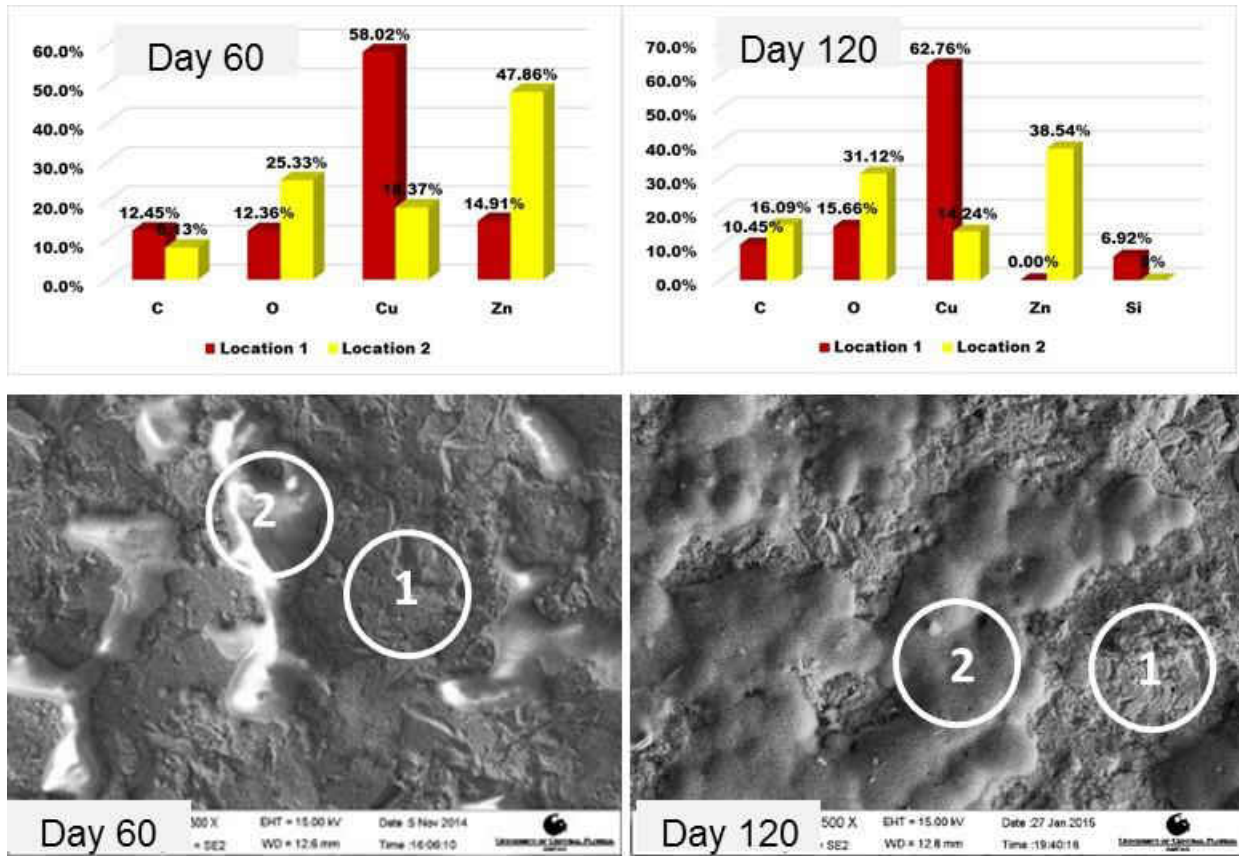 Day 60
60.0%
50.0%
40.0%
30.0%
20.0%
10.0%
0.0%
12.45%
12.36%
25.33%
58.02%
14.91%
47.86%
C O Cu Zn
Location 1 Location 2
Day 120
70.0%
60.0%
50.0%
40.0%
30.0%
20.0%
10.0%
0.0%
10.45%
16.09%
15.66%
31.12%
62.76%
14.24%
0.00%
38.54%
6.92%
C O Cu Zn Si
Location 1 Location 2
2
1
Day 60
500 X EHT = 15.00 kV Date :5 Nov 2014
= SE2 WD = 12.6 mm Time :16:06:10
2
1
Day 120
500 X EHT = 15.00 kV Date :27 Jan 2015
= SE2 WD = 12.8 mm Time :19:40:16